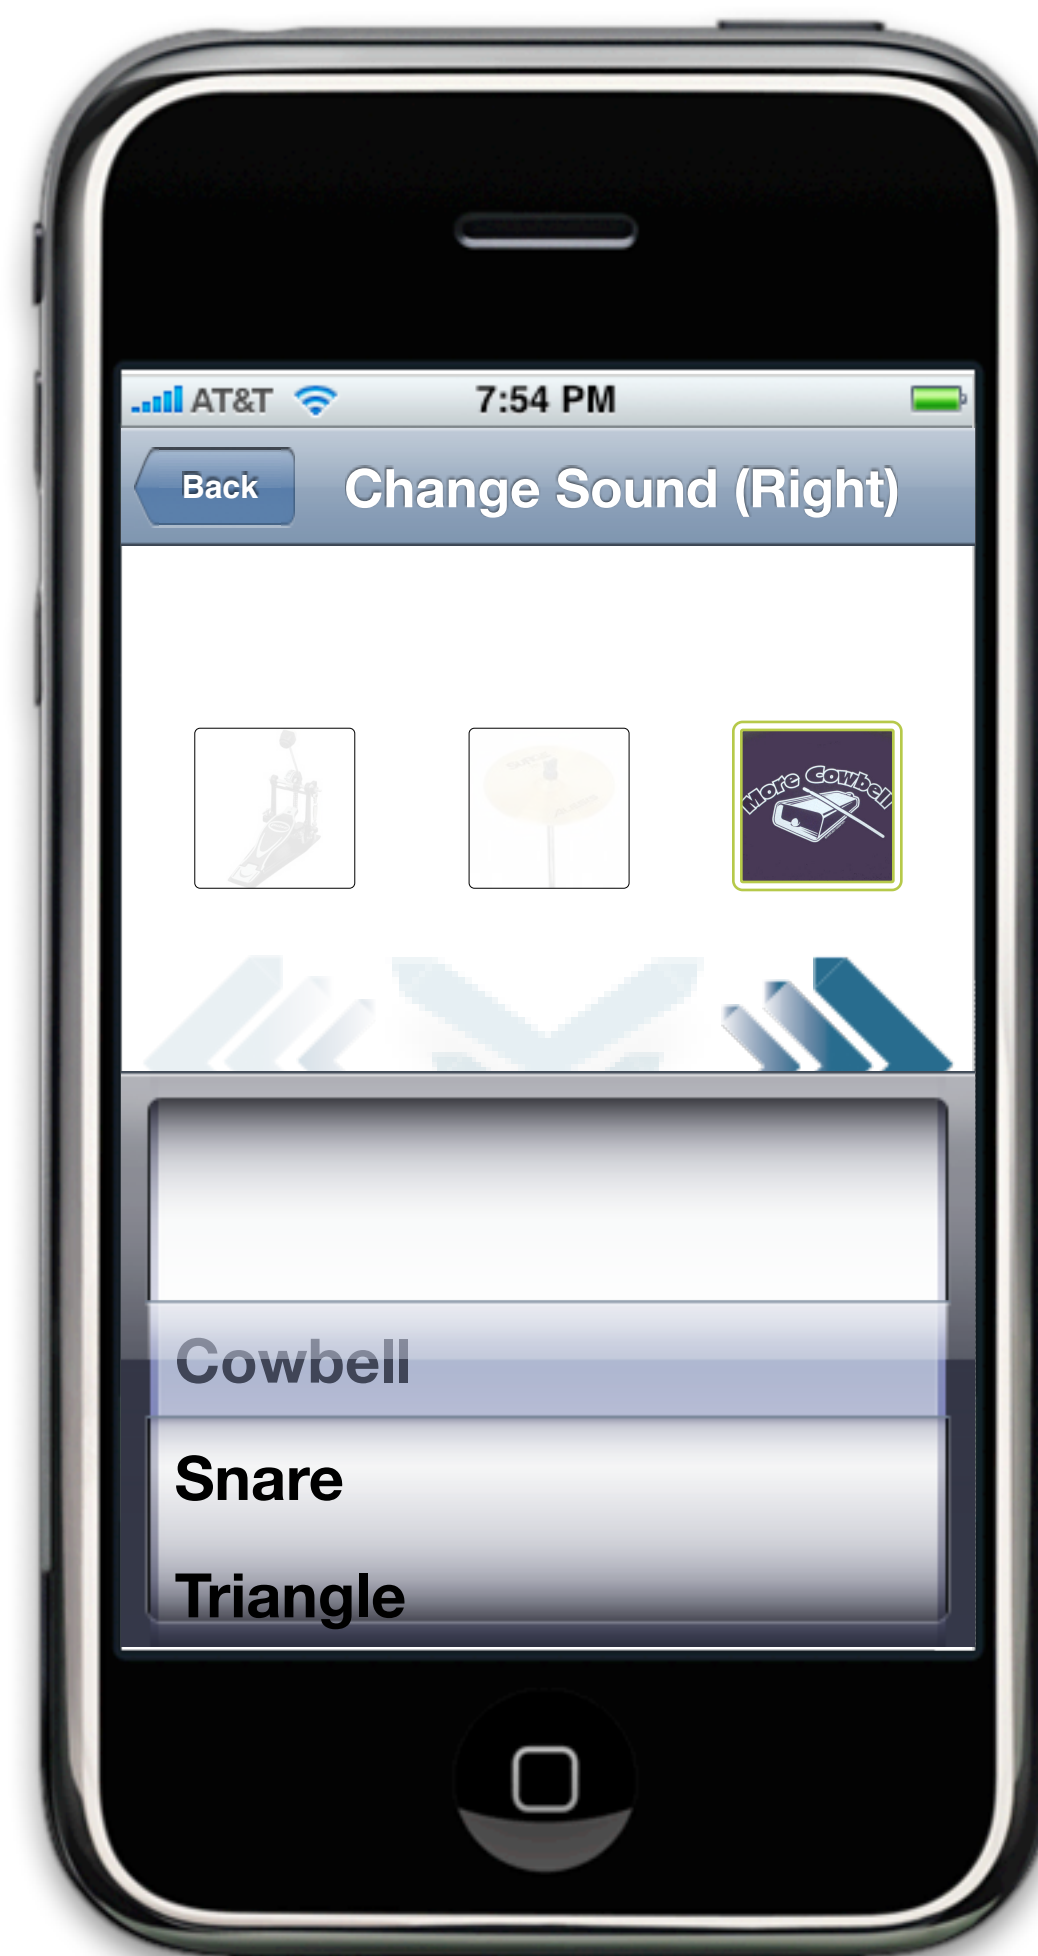 AT&T 7:54 PM
Back Change Sound (Right)
More Cowbell
Cowbell
Snare
Triangle